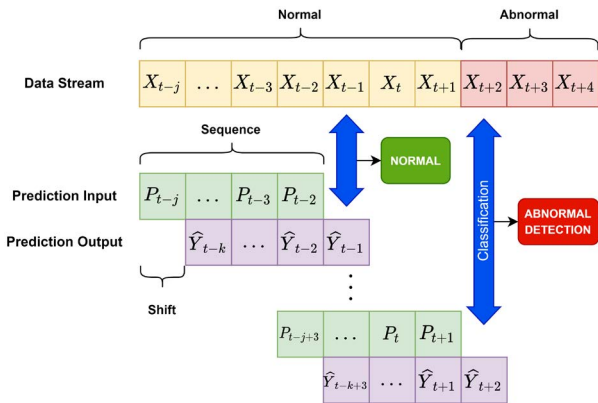 Normal Abnormal
Data Stream X_{t-j} ... X_{t-3} X_{t-2} X_{t-1} X_t X_{t+1} X_{t+2} X_{t+3} X_{t+4}
Sequence
NORMAL
Prediction Input P_{t-j} ... P_{t-3} P_{t-2}
Prediction Output Ŷ_{t-k} ... Ŷ_{t-2} Ŷ_{t-1}
Classification
ABNORMAL
DETECTION
Shift
P_{t-j+3} ... P_t P_{t+1}
Ŷ_{t-k+3} ... Ŷ_{t+1} Ŷ_{t+2}